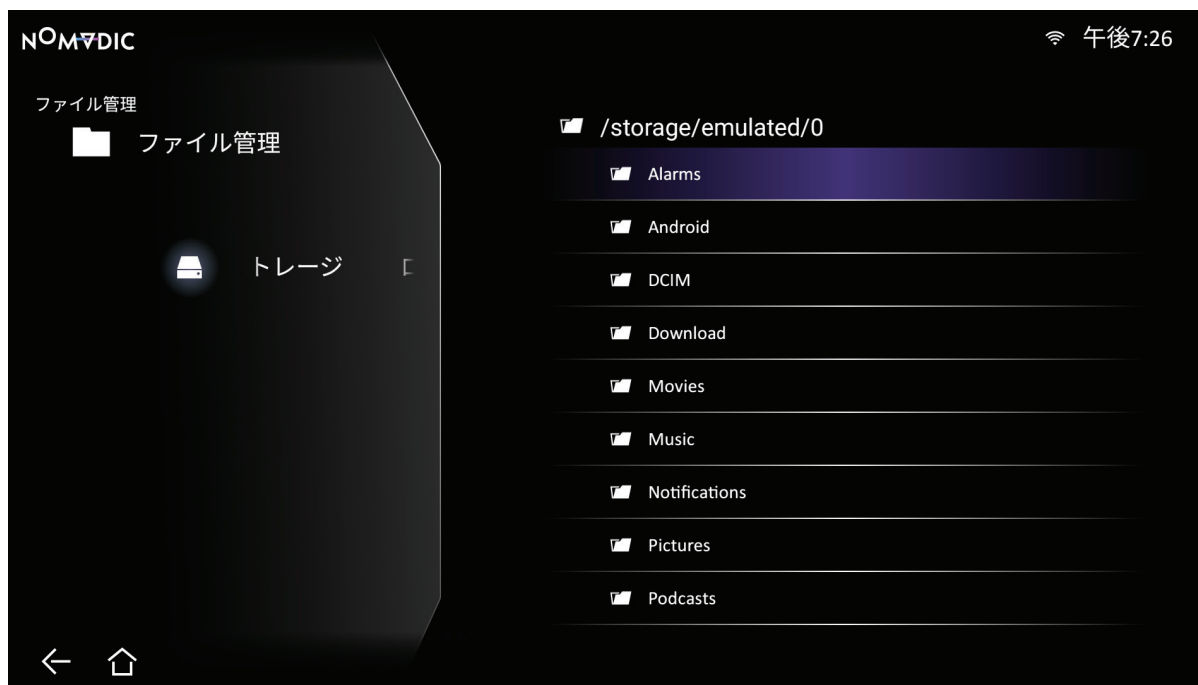 NOMADIC
午後7:26
ファイル管理
ファイル管理
トレージ
/storage/emulated/0
Alarms
Android
DCIM
Download
Movies
Music
Notifications
Pictures
Podcasts